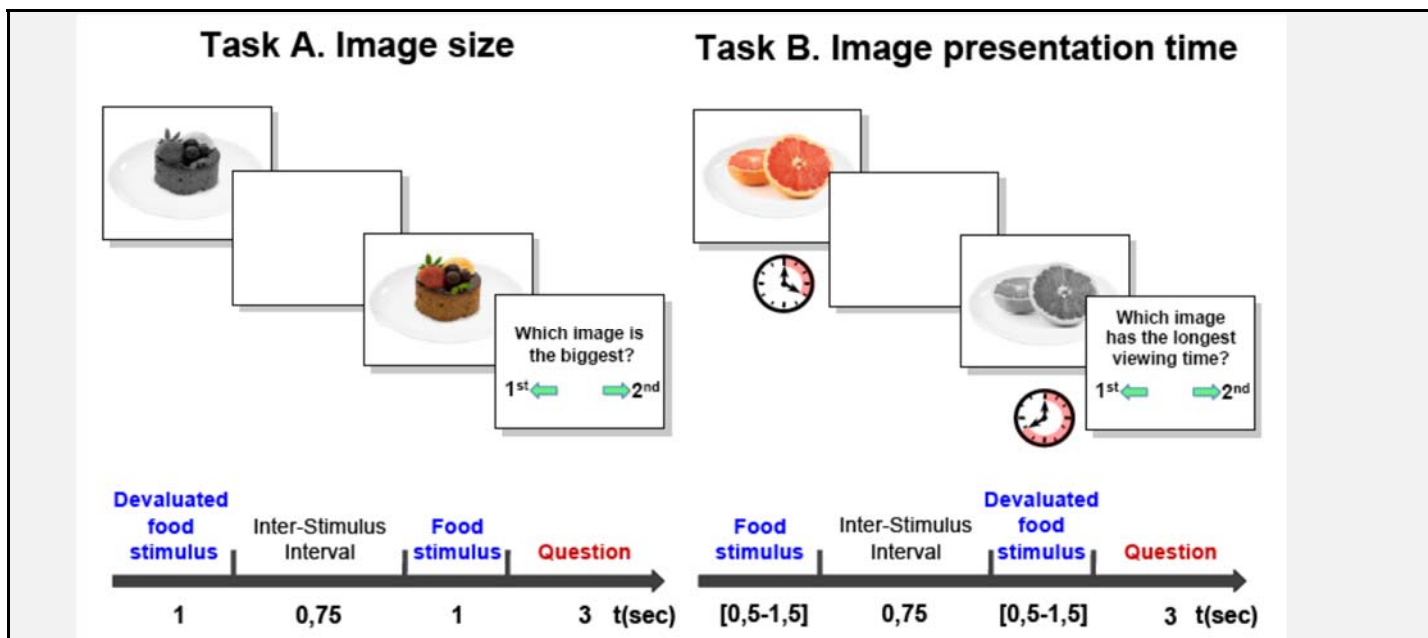 Task A. Image size
Which image is
the biggest?
1st 2nd
Devaluated
food
stimulus
Inter-Stimulus
Interval
Food
stimulus
Question
1 0,75 1 3 t(sec)
Task B. Image presentation time
Which image
has the longest
viewing time?
1st 2nd
Food
stimulus
Inter-Stimulus
Interval
Devaluated
food
stimulus
Question
[0,5-1,5] 0,75 [0,5-1,5] 3 t(sec)